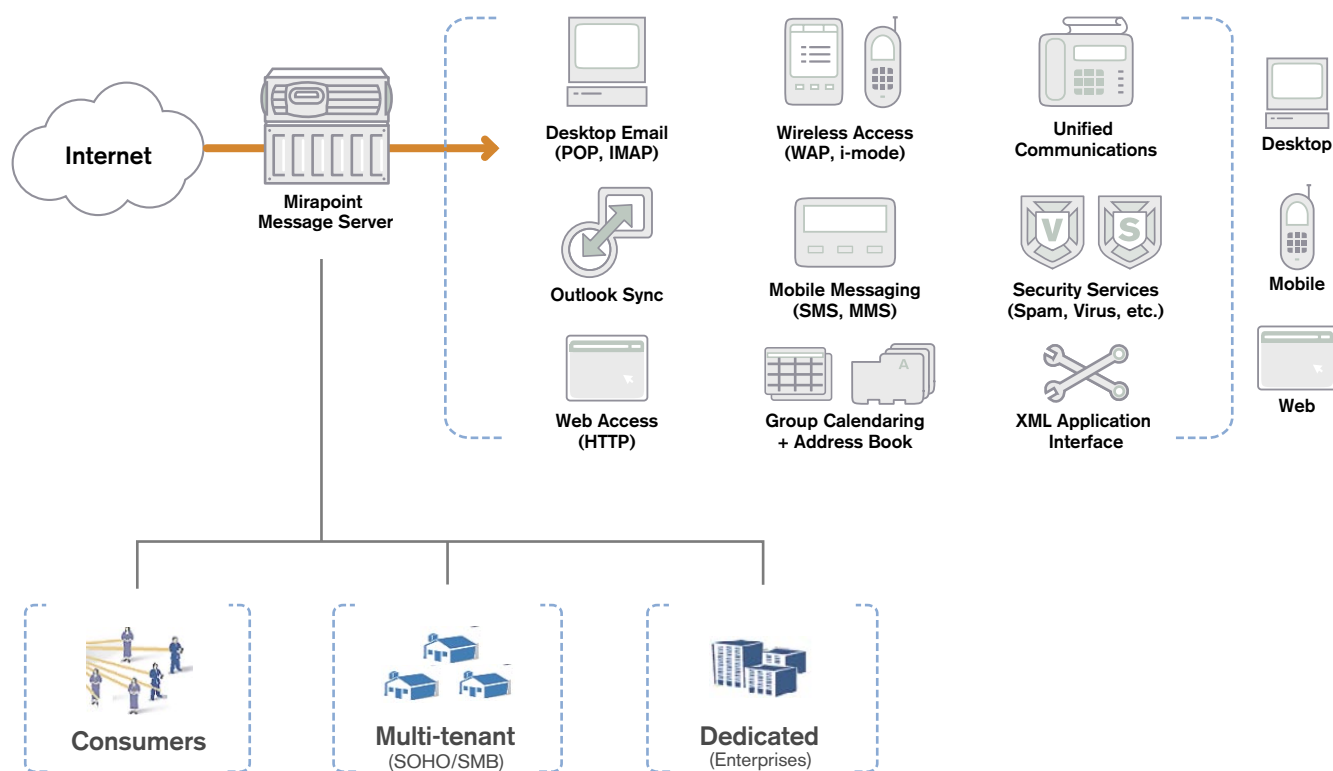 Internet
Mirapoint
Message Server
Desktop Email
(POP, IMAP)
Wireless Access
(WAP, i-mode)
Unified
Communications
Outlook Sync
Mobile Messaging
(SMS, MMS)
V
S
Security Services
(Spam, Virus, etc.)
Web Access
(HTTP)
A
Group Calendaring
+ Address Book
XML Application
Interface
Desktop
Mobile
Web
Consumers
Multi-tenant
(SOHO/SMB)
Dedicated
(Enterprises)